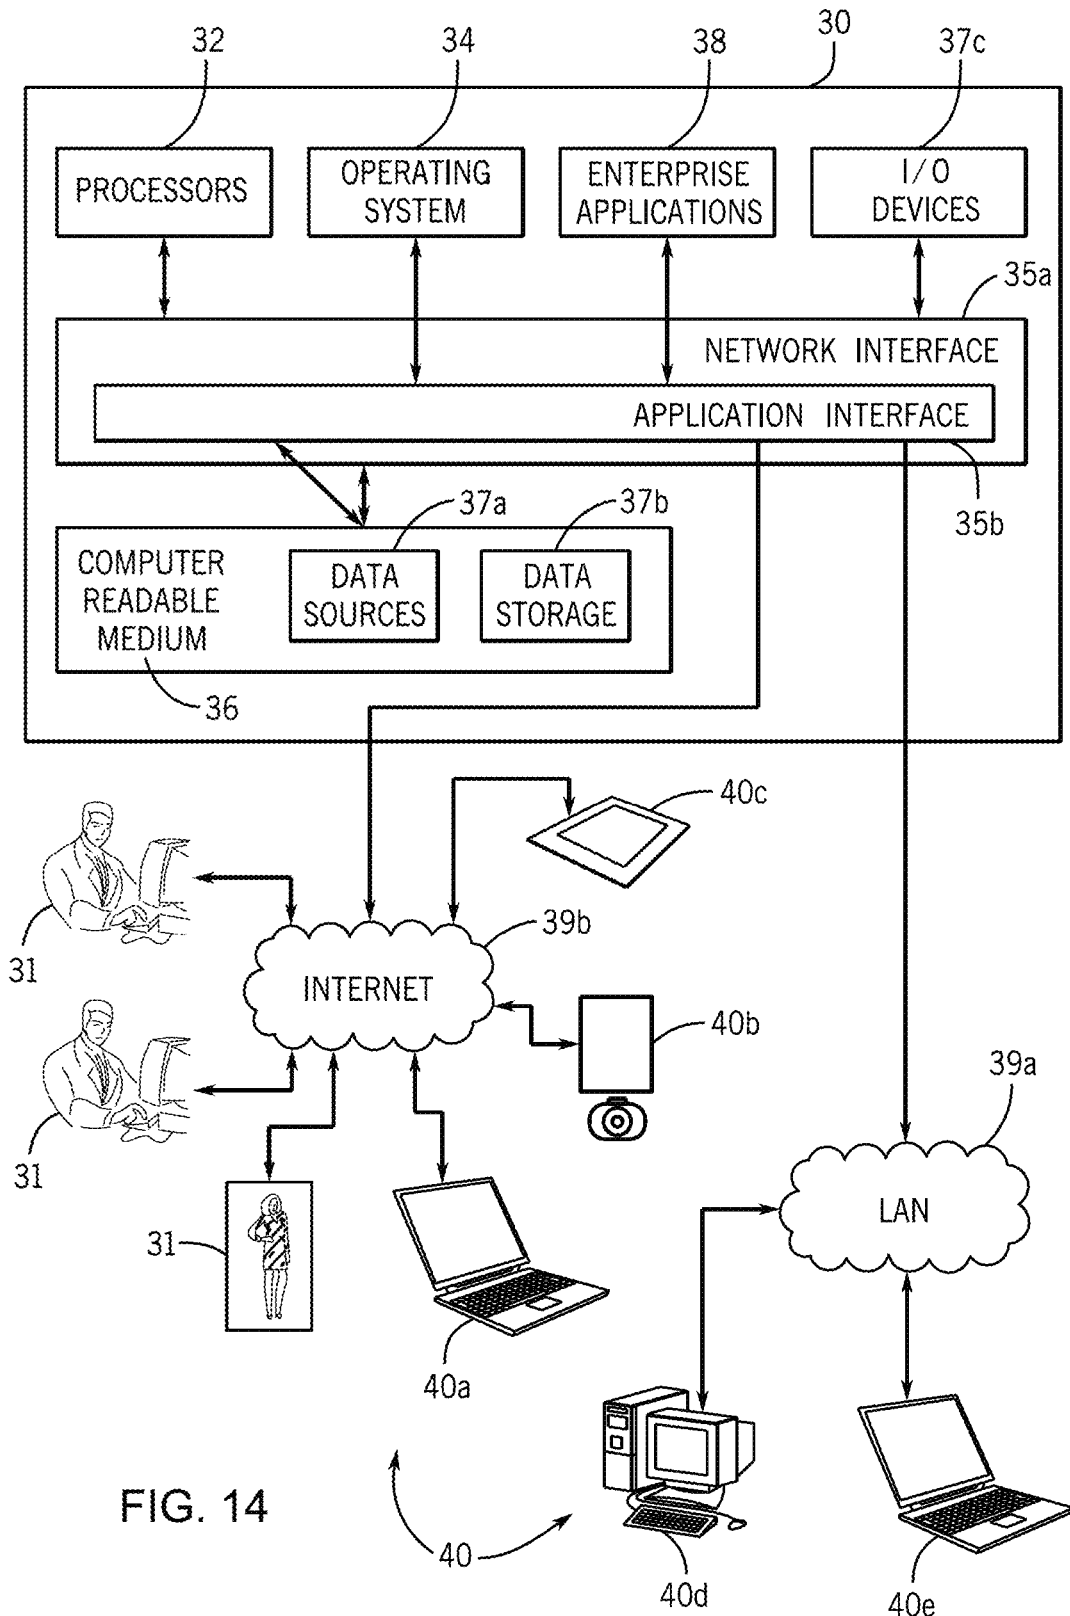 30
32
34
38
37c
PROCESSORS
OPERATING
SYSTEM
ENTERPRISE
APPLICATIONS
I/O
DEVICES
35a
NETWORK INTERFACE
APPLICATION INTERFACE
35b
37a
37b
COMPUTER
READABLE
MEDIUM
DATA
SOURCES
DATA
STORAGE
36
40c
31
39b
INTERNET
40b
39a
31
LAN
31
40a
FIG. 14
40
40d
40e